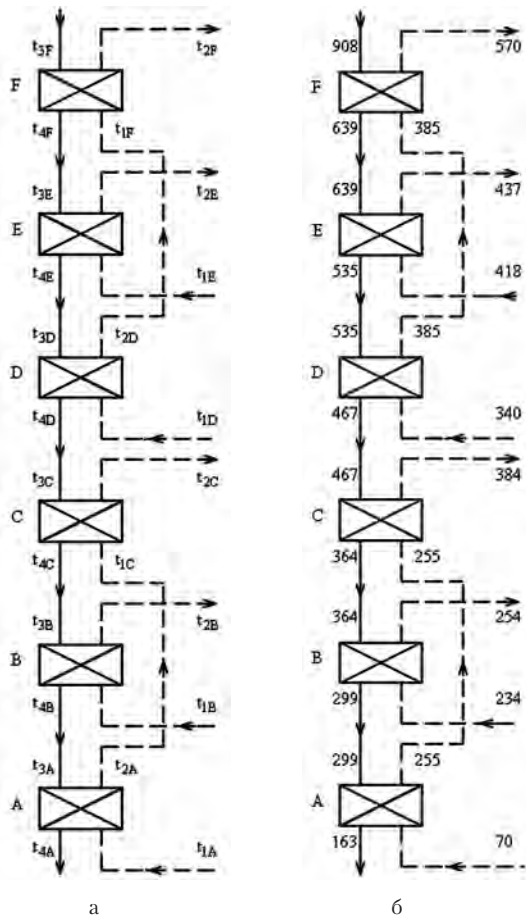 t3F t2F
F
t4F t1F
t3E t2E
E
t4E t1E
t3D t2D
D
t4D t1D
t3C t2C
C
t4C t1C
t3B t2B
B
t4B t1B
t3A t2A
A
t4A t1A
а
908 570
F
639 385
639 437
E
535 418
535 385
D
467 340
467 384
C
364 255
364 254
B
299 234
299 255
A
163 70
б